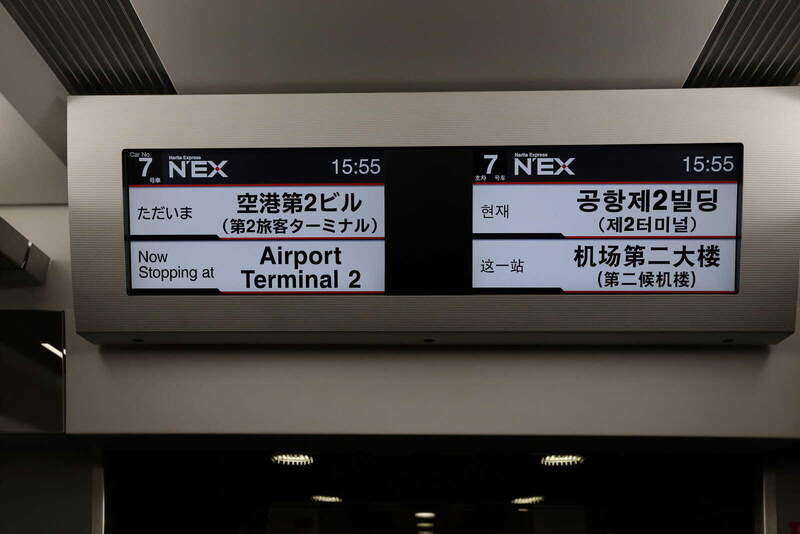 Car No.
7 号車
Narita Express
N'EX
15:55
ただいま
空港第2ビル
(第2旅客ターミナル)
Now
Stopping at
Airport
Terminal 2
7
号车
Narita Express
N'EX
15:55
현재
공항제2빌딩
(제2터미널)
这一站
机场第二大楼
(第二候机楼)